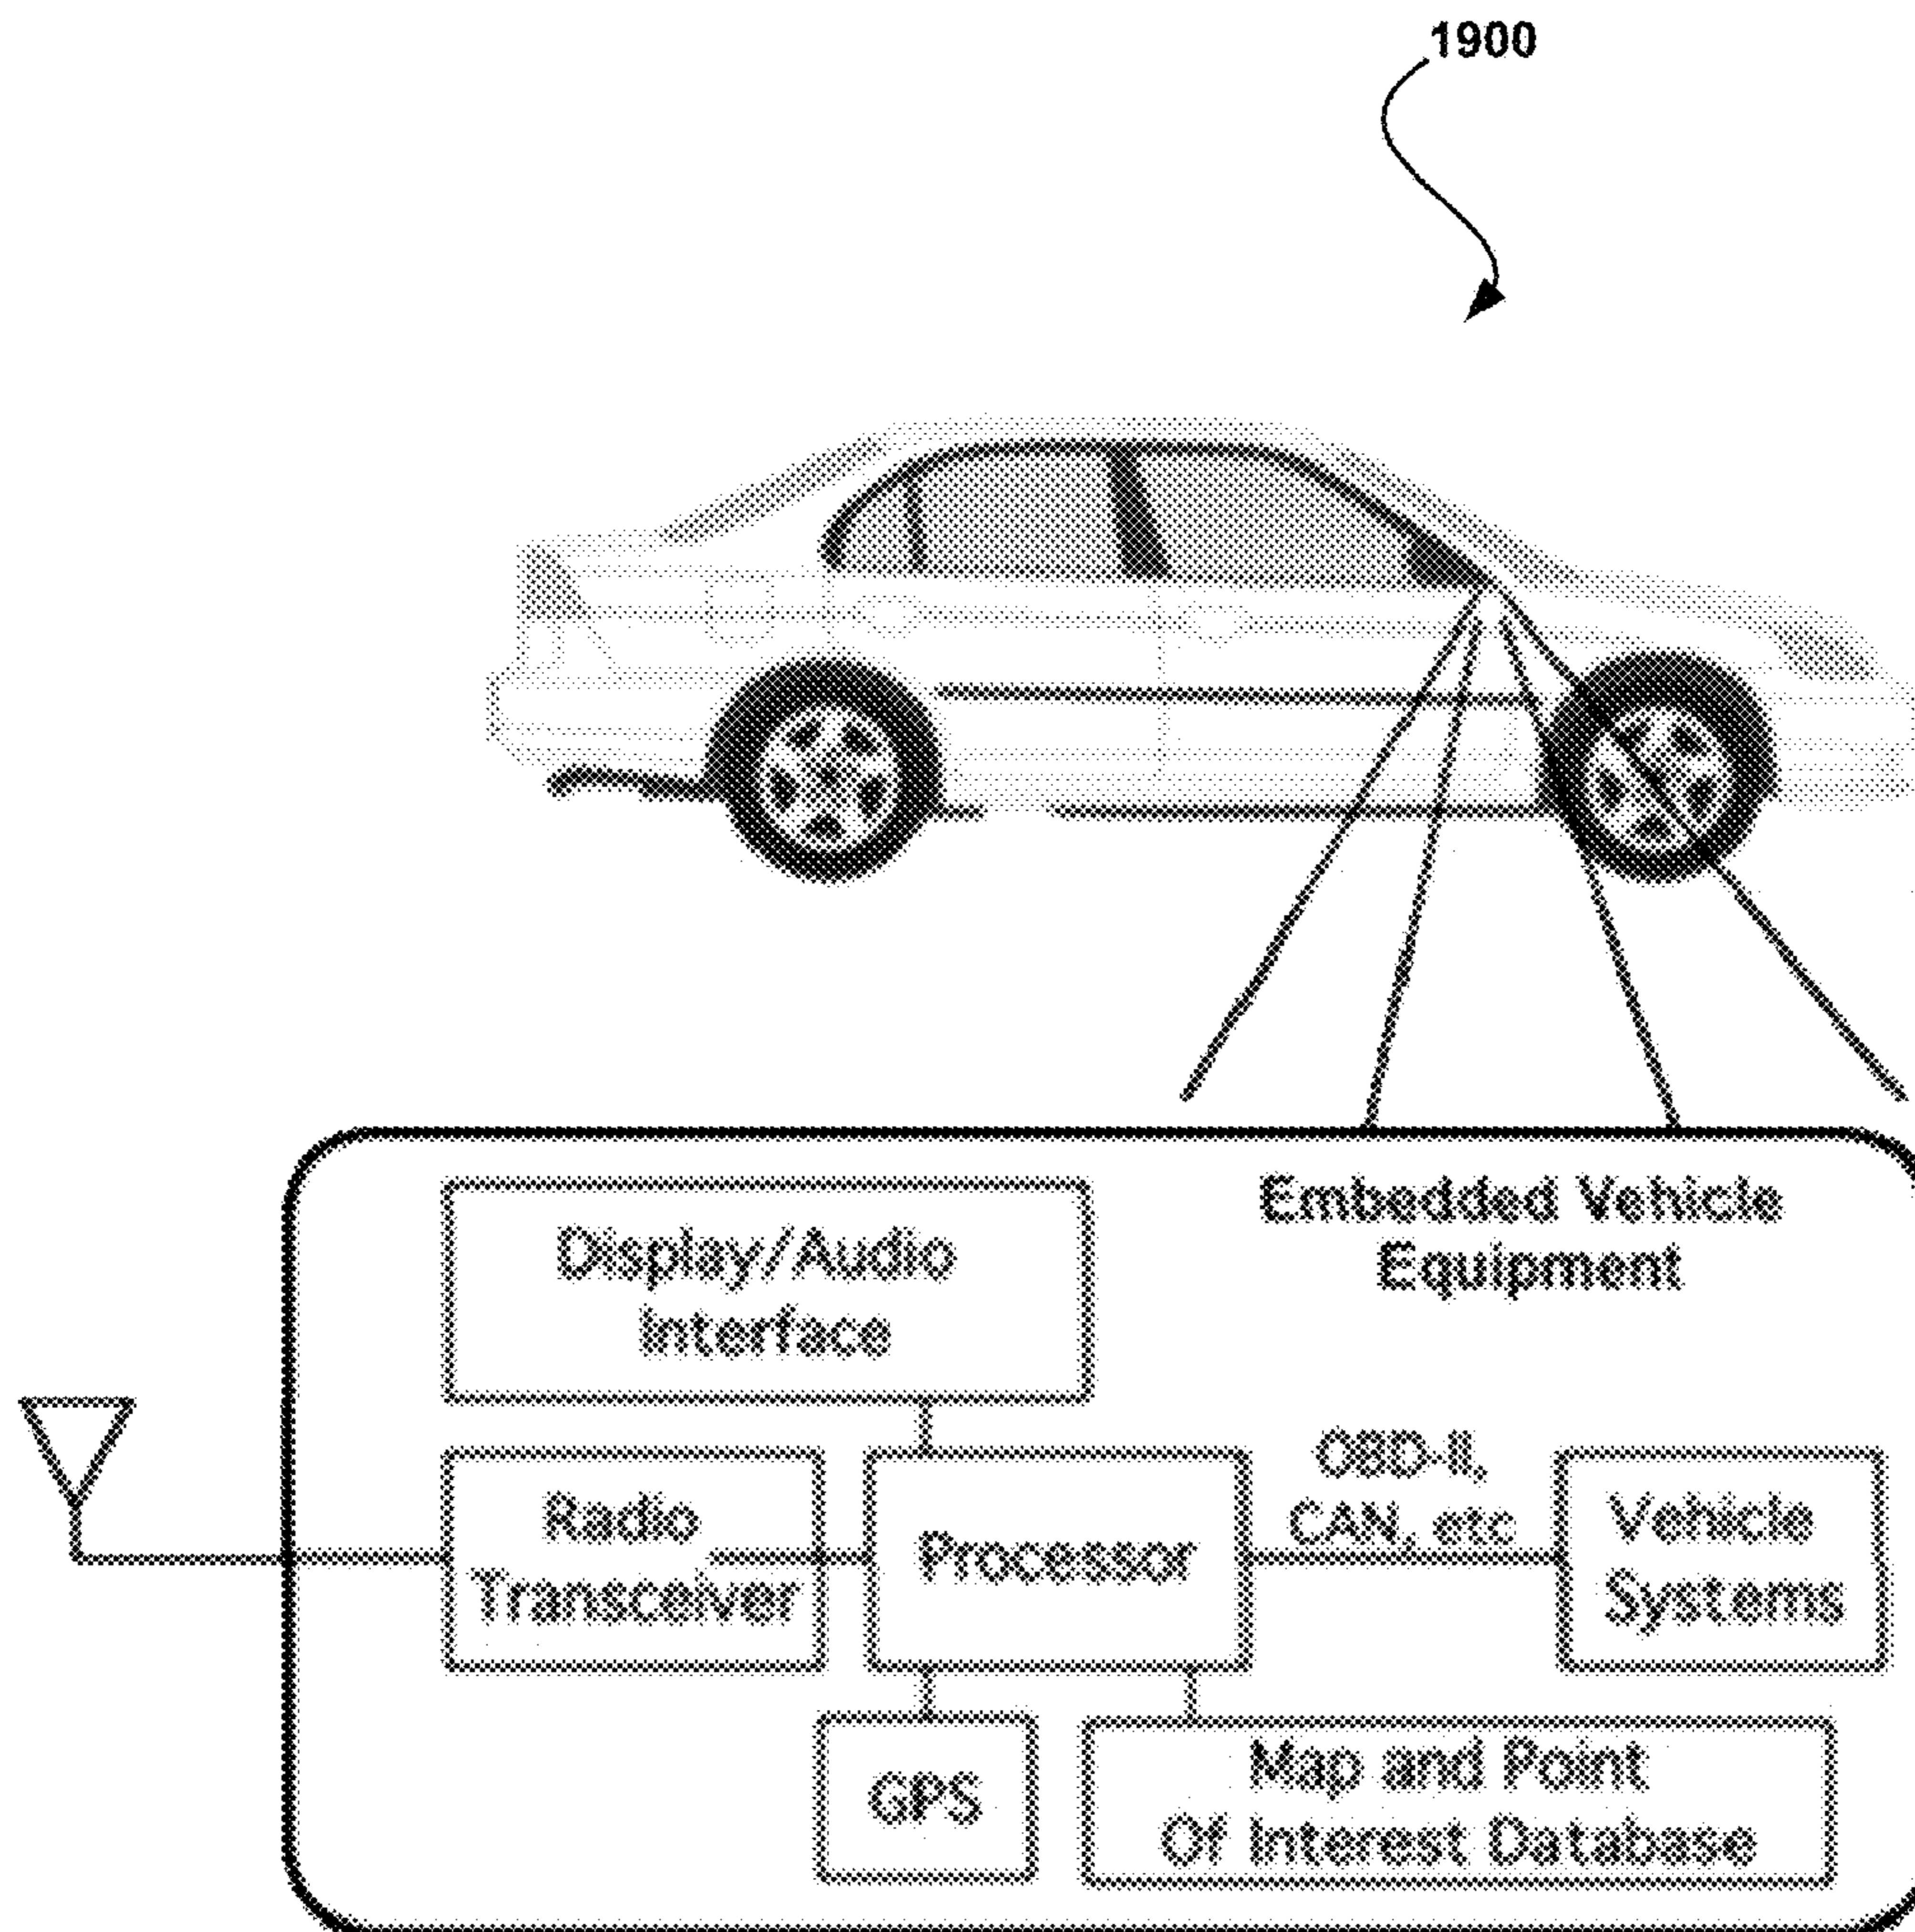 1900
Embedded Vehicle
Equipment
Display/Audio
Interface
Radio
Transceiver
Processor
OBD-II,
CAN, etc
Vehicle
Systems
GPS
Map and Point
Of Interest Database